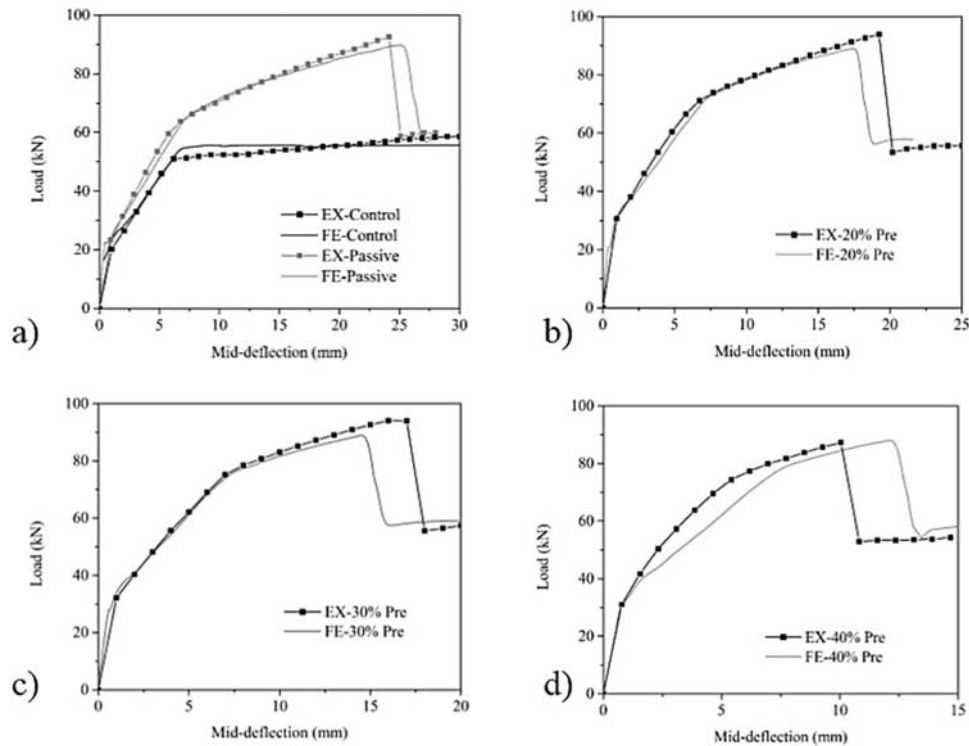 100
80
60
40
20
0
Load (kN)
EX-Control
FE-Control
EX-Passive
FE-Passive
0 5 10 15 20 25 30
Mid-deflection (mm)
a)
100
80
60
40
20
0
Load (kN)
EX-20% Pre
FE-20% Pre
0 5 10 15 20 25
Mid-deflection (mm)
b)
100
80
60
40
20
0
Load (kN)
EX-30% Pre
FE-30% Pre
0 5 10 15 20
Mid-deflection (mm)
c)
100
80
60
40
20
0
Load (kN)
EX-40% Pre
FE-40% Pre
0 5 10 15
Mid-deflection (mm)
d)